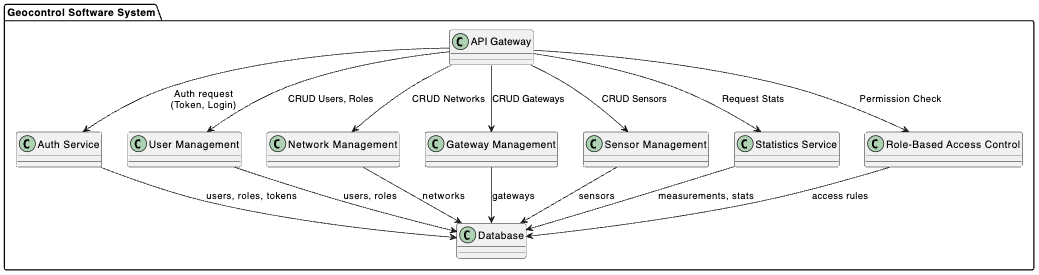 Geocontrol Software System
C API Gateway
Auth request
(Token, Login)
CRUD Users, Roles
CRUD Networks
CRUD Gateways
CRUD Sensors
Request Stats
Permission Check
C Auth Service
C User Management
C Network Management
C Gateway Management
C Sensor Management
C Statistics Service
C Role-Based Access Control
users, roles, tokens
users, roles
networks
gateways
sensors
measurements, stats
access rules
C Database